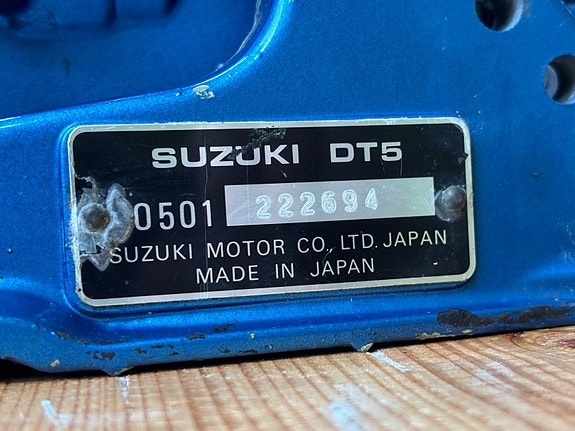 SUZUKI DT5
0501 222694
SUZUKI MOTOR CO., LTD. JAPAN
MADE IN JAPAN